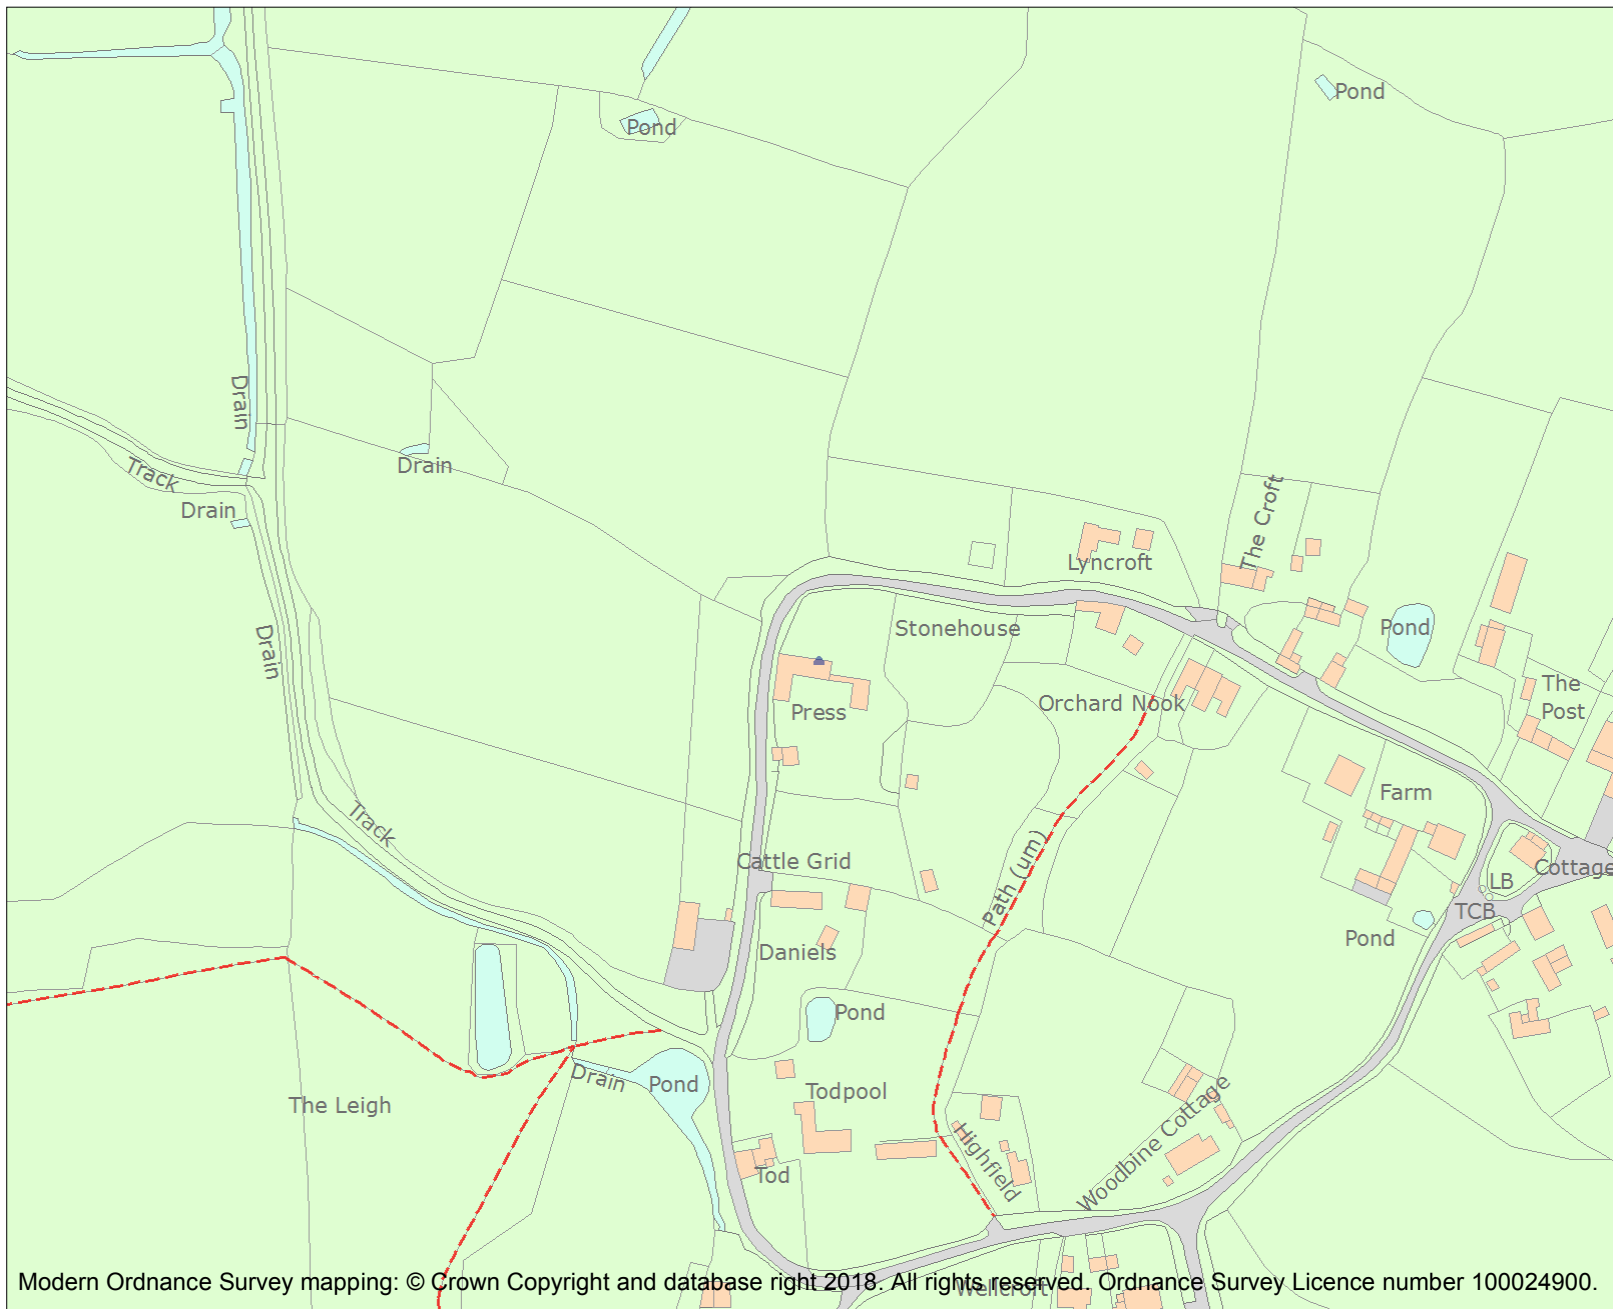 Pond
Pond
Drain
Track
Drain
Drain
The Croft
Lyncroft
Drain
Stonehouse
Pond
Orchard Nook
The
Post
Press
Track
Farm
Cattle Grid
Cottage
LB
TCB
Path (um)
Daniels
Pond
Pond
Drain
Pond
Todpool
The Leigh
Highfield
Woodbine Cottage
Tod
Wellcroft
Modern Ordnance Survey mapping: © Crown Copyright and database right 2018. All rights reserved. Ordnance Survey Licence number 100024900.